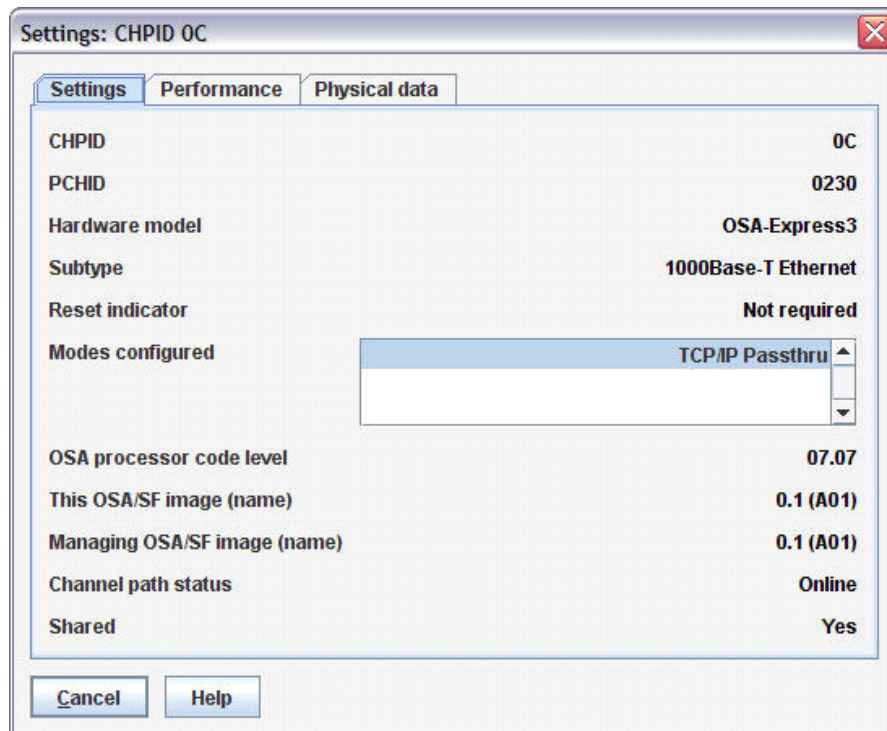 Settings: CHPID 0C
Settings Performance Physical data
CHPID 0C
PCHID 0230
Hardware model OSA-Express3
Subtype 1000Base-T Ethernet
Reset indicator Not required
Modes configured TCP/IP Passthru
OSA processor code level 07.07
This OSA/SF image (name) 0.1 (A01)
Managing OSA/SF image (name) 0.1 (A01)
Channel path status Online
Shared Yes
Cancel Help